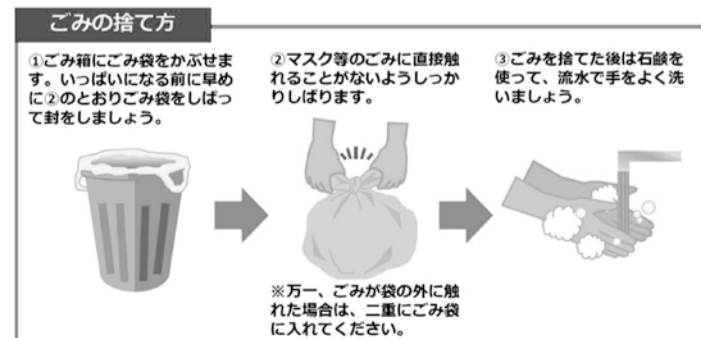 ごみの捨て方
①ごみ箱にごみ袋をかぶせま
す。いっぱいになる前に早め
に②のとおりごみ袋をしばっ
て封をしましょう。
②マスク等のごみに直接触
れることがないようしっか
りしばります。
※万一、ごみが袋の外に触
れた場合は、二重にごみ袋
に入れてください。
③ごみを捨てた後は石鹸を
使って、流水で手をよく洗
いましょう。